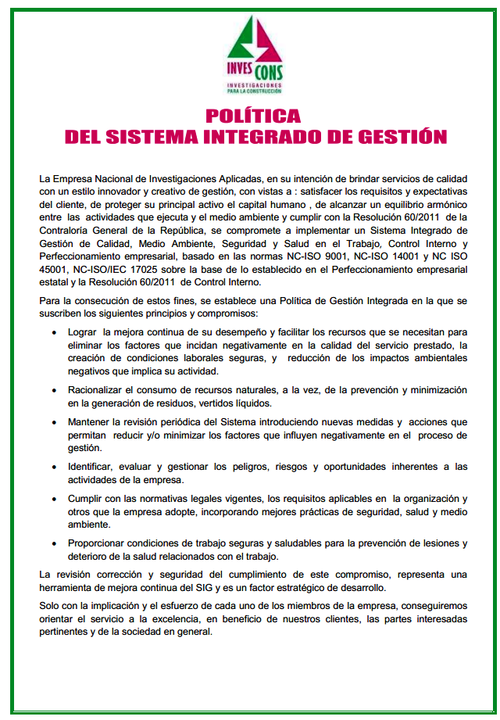 INVES
CONS
INVESTIGACIONES
PARA LA CONSTRUCCIÓN
POLÍTICA
DEL SISTEMA INTEGRADO DE GESTIÓN
La Empresa Nacional de Investigaciones Aplicadas, en su intención de brindar servicios de calidad
con un estilo innovador y creativo de gestión, con vistas a : satisfacer los requisitos y expectativas
del cliente, de proteger su principal activo el capital humano , de alcanzar un equilibrio armónico
entre las actividades que ejecuta y el medio ambiente y cumplir con la Resolución 60/2011 de la
Contraloría General de la República, se compromete a implementar un Sistema Integrado de
Gestión de Calidad, Medio Ambiente, Seguridad y Salud en el Trabajo, Control Interno y
Perfeccionamiento empresarial, basado en las normas NC-ISO 9001, NC-ISO 14001 y NC ISO
45001, NC-ISO/IEC 17025 sobre la base de lo establecido en el Perfeccionamiento empresarial
estatal y la Resolución 60/2011 de Control Interno.
Para la consecución de estos fines, se establece una Política de Gestión Integrada en la que se
suscriben los siguientes principios y compromisos:
• Lograr la mejora continua de su desempeño y facilitar los recursos que se necesitan para
eliminar los factores que incidan negativamente en la calidad del servicio prestado, la
creación de condiciones laborales seguras, y reducción de los impactos ambientales
negativos que implica su actividad.
• Racionalizar el consumo de recursos naturales, a la vez, de la prevención y minimización
en la generación de residuos, vertidos líquidos.
• Mantener la revisión periódica del Sistema introduciendo nuevas medidas y acciones que
permitan reducir y/o minimizar los factores que influyen negativamente en el proceso de
gestión.
• Identificar, evaluar y gestionar los peligros, riesgos y oportunidades inherentes a las
actividades de la empresa.
• Cumplir con las normativas legales vigentes, los requisitos aplicables en la organización y
otros que la empresa adopte, incorporando mejores prácticas de seguridad, salud y medio
ambiente.
• Proporcionar condiciones de trabajo seguras y saludables para la prevención de lesiones y
deterioro de la salud relacionados con el trabajo.
La revisión corrección y seguridad del cumplimiento de este compromiso, representa una
herramienta de mejora continua del SIG y es un factor estratégico de desarrollo.
Solo con la implicación y el esfuerzo de cada uno de los miembros de la empresa, conseguiremos
orientar el servicio a la excelencia, en beneficio de nuestros clientes, las partes interesadas
pertinentes y de la sociedad en general.